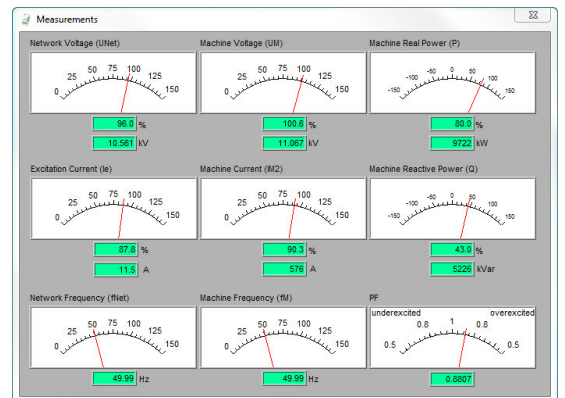 Measurements
Network Voltage (UNet)
0 25 50 75 100 125 150
96.0 %
10.561 kV
Machine Voltage (UM)
0 25 50 75 100 125 150
100.6 %
11.067 kV
Machine Real Power (P)
-150 -100 -50 0 50 100 150
80.0 %
9722 kW
Excitation Current (Ie)
0 25 50 75 100 125 150
87.8 %
11.5 A
Machine Current (IM2)
0 25 50 75 100 125 150
90.3 %
576 A
Machine Reactive Power (Q)
-150 -100 -50 0 50 100 150
43.0 %
5226 kVar
Network Frequency (fNet)
0 25 50 75 100 125 150
49.99 Hz
Machine Frequency (fM)
0 25 50 75 100 125 150
49.99 Hz
PF
underexcited overexcited
0.5 0.8 1 0.8 0.5
0.8807